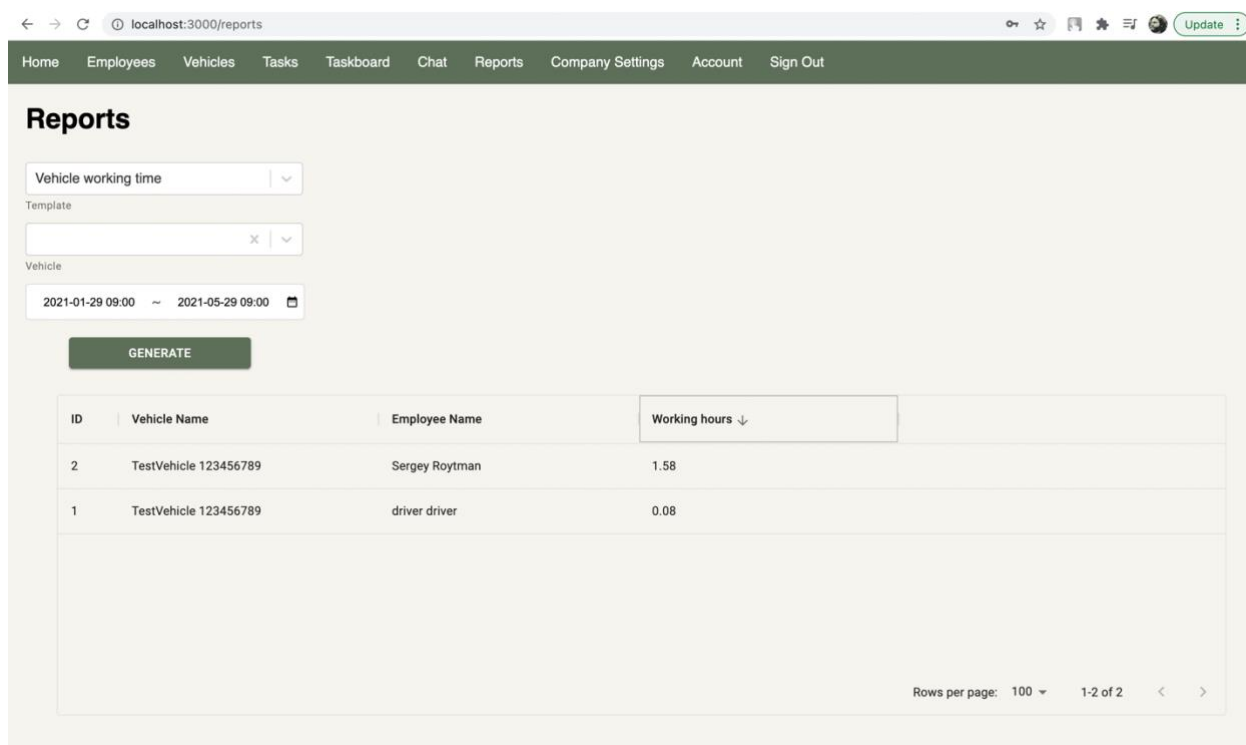 localhost:3000/reports Update
Home Employees Vehicles Tasks Taskboard Chat Reports Company Settings Account Sign Out
Reports
Vehicle working time
Template
Vehicle
2021-01-29 09:00 ~ 2021-05-29 09:00
GENERATE
ID Vehicle Name Employee Name Working hours
2 TestVehicle 123456789 Sergey Roytman 1.58
1 TestVehicle 123456789 driver driver 0.08
Rows per page: 100 1-2 of 2